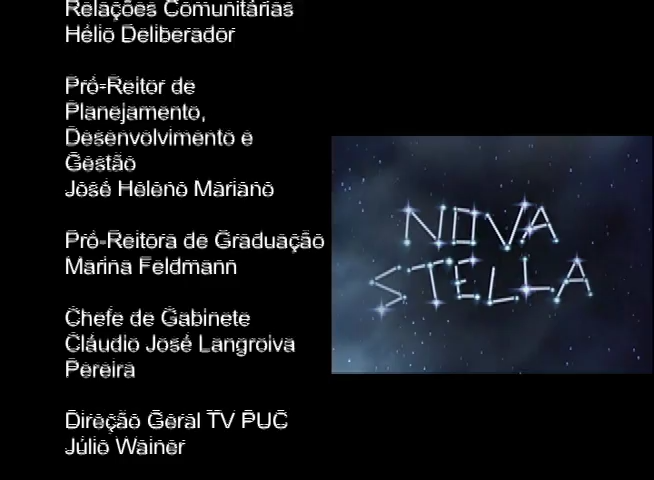 Relações Comunitárias
Hélio Deliberador
Pró-Reitor de
Planejamento,
Desenvolvimento e
Gestão
José Heleno Mariano
Pró-Reitora de Graduação
Marina Feldmann
Chefe de Gabinete
Cláudio José Langroiva
Pereira
Direção Geral TV PUC
Júlio Wainer
NOVA
STELLA